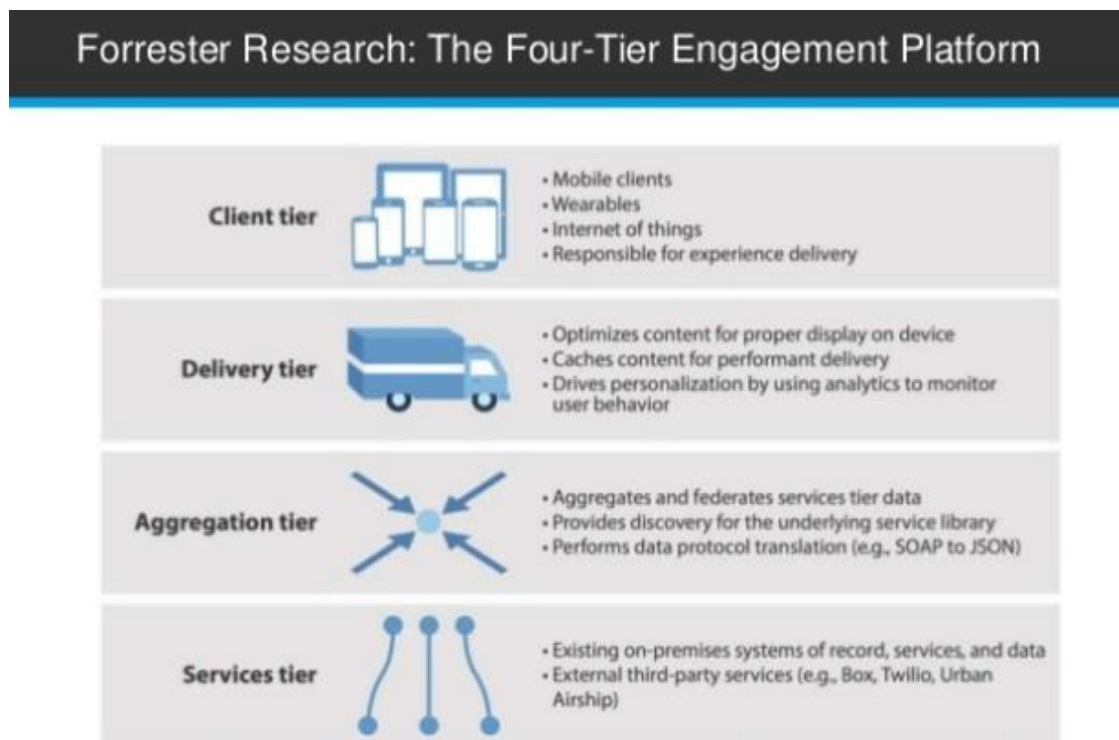 Forrester Research: The Four-Tier Engagement Platform
Client tier
• Mobile clients
• Wearables
• Internet of things
• Responsible for experience delivery
Delivery tier
• Optimizes content for proper display on device
• Caches content for performant delivery
• Drives personalization by using analytics to monitor
user behavior
Aggregation tier
• Aggregates and federates services tier data
• Provides discovery for the underlying service library
• Performs data protocol translation (e.g., SOAP to JSON)
Services tier
• Existing on-premises systems of record, services, and data
• External third-party services (e.g., Box, Twilio, Urban
Airship)